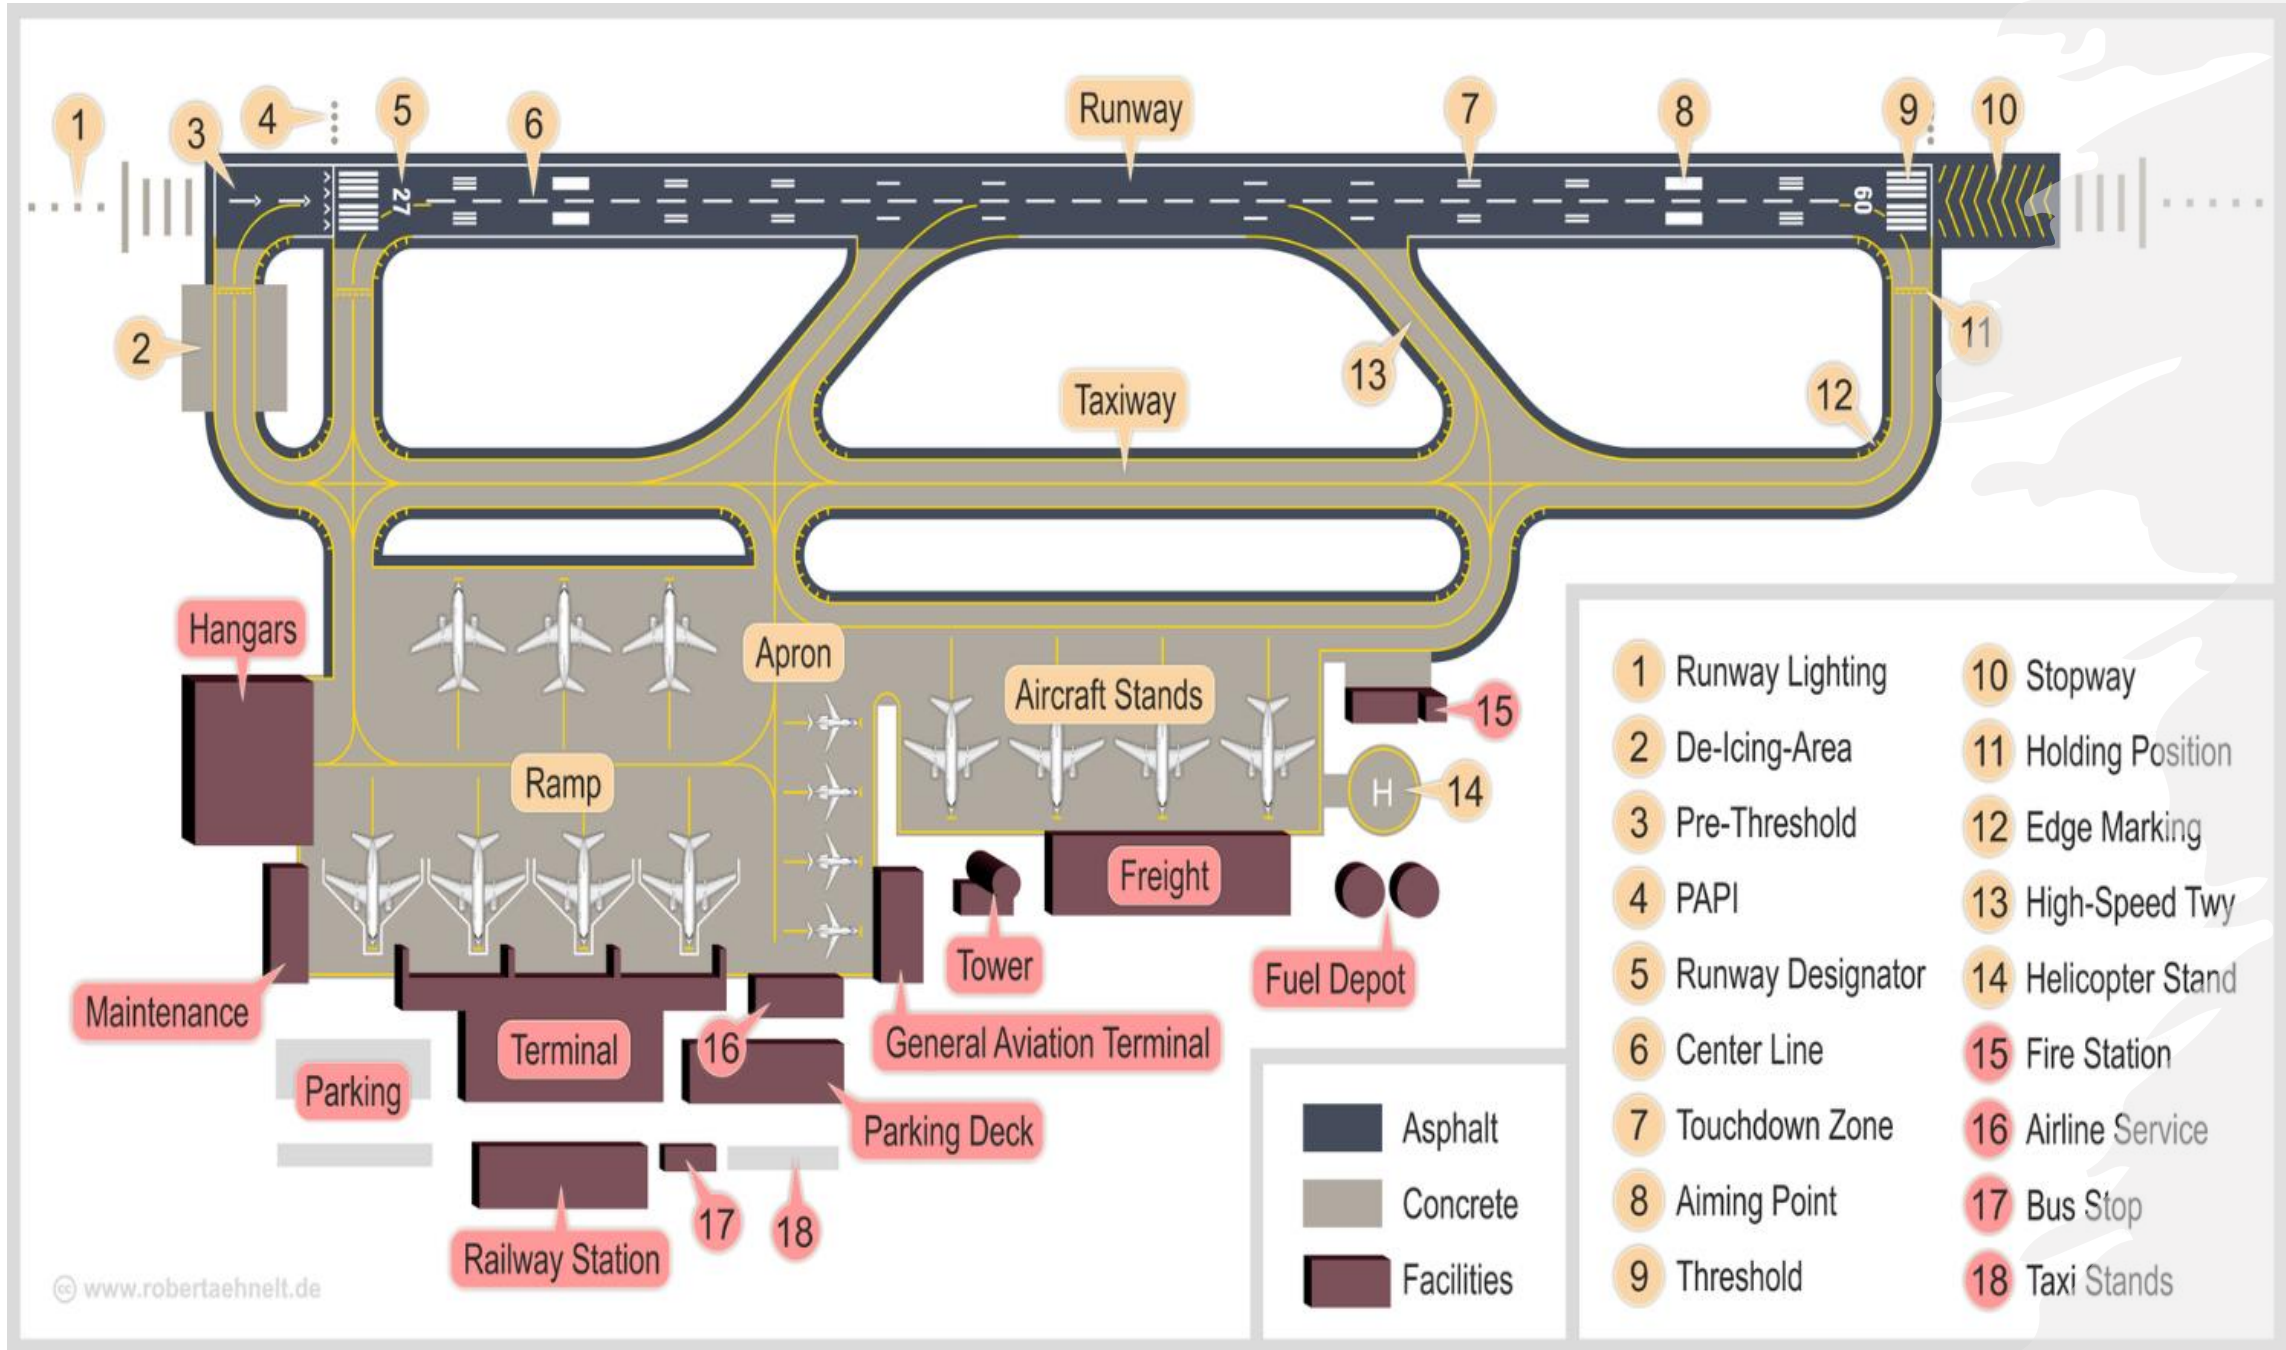 1
3
4
5
6
Runway
7
8
9
10
27
09
2
13
11
Taxiway
12
Hangars
Apron
Aircraft Stands
15
Ramp
H
14
Freight
Tower
Fuel Depot
Maintenance
Terminal
16
General Aviation Terminal
Parking
Parking Deck
17
18
Railway Station
Asphalt
Concrete
Facilities
1 Runway Lighting
2 De-Icing-Area
3 Pre-Threshold
4 PAPI
5 Runway Designator
6 Center Line
7 Touchdown Zone
8 Aiming Point
9 Threshold
10 Stopway
11 Holding Position
12 Edge Marking
13 High-Speed Twy
14 Helicopter Stand
15 Fire Station
16 Airline Service
17 Bus Stop
18 Taxi Stands
cc www.robertaehnelt.de